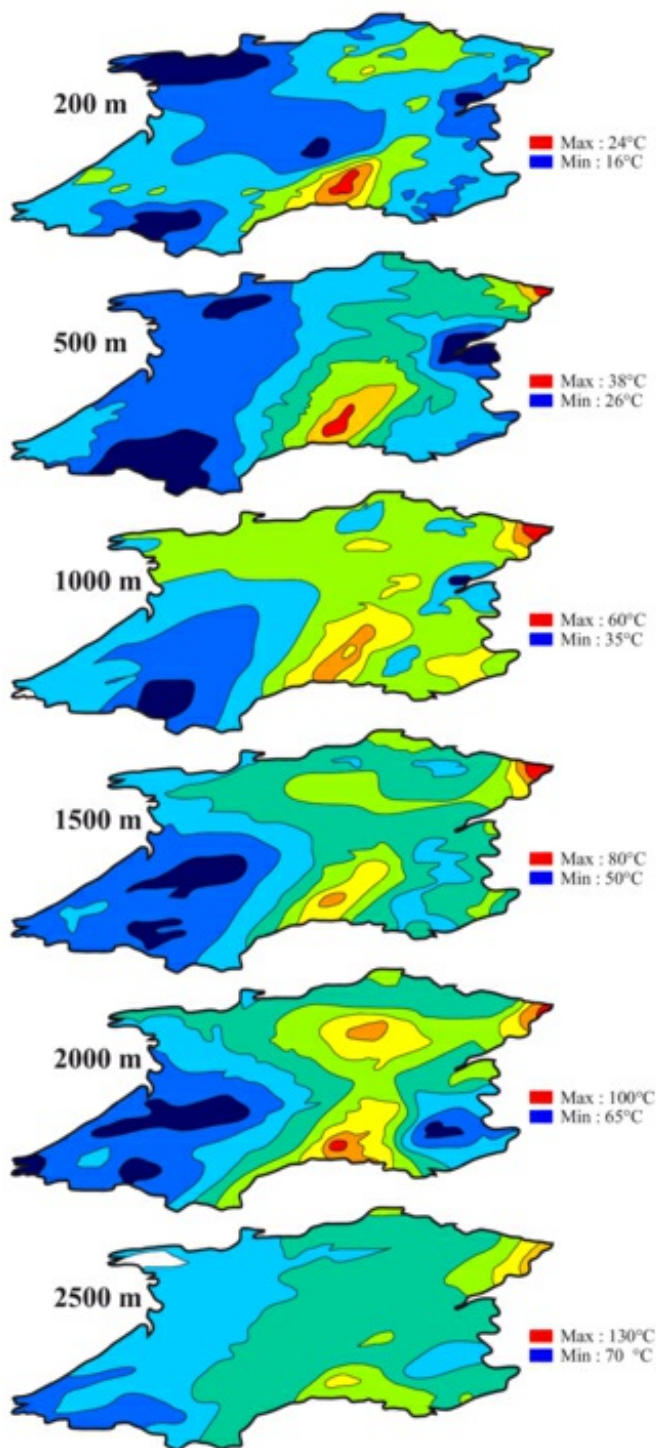 200 m
Max : 24°C
Min : 16°C
500 m
Max : 38°C
Min : 26°C
1000 m
Max : 60°C
Min : 35°C
1500 m
Max : 80°C
Min : 50°C
2000 m
Max : 100°C
Min : 65°C
2500 m
Max : 130°C
Min : 70 °C